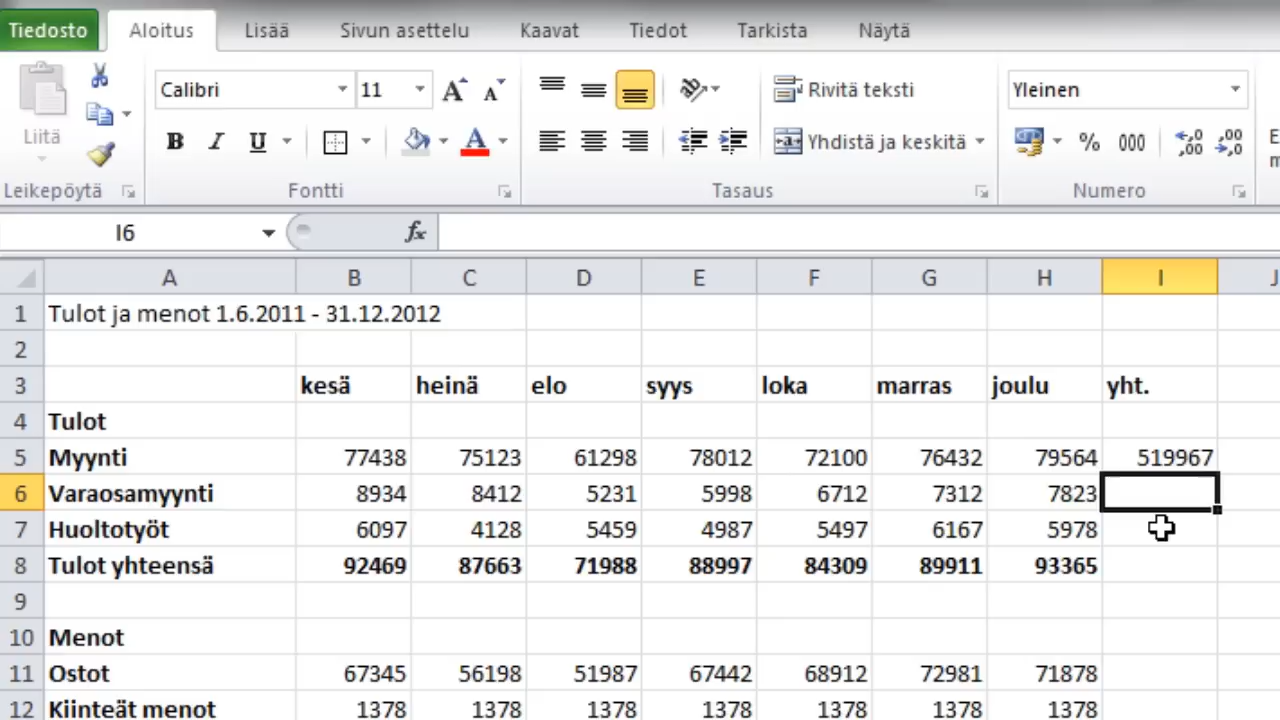 Tiedosto Aloitus Lisää Sivun asettelu Kaavat Tiedot Tarkista Näytä
Calibri 11 A A Rivitä teksti Yleinen
Liitä B I U A Yhdistä ja keskitä % 000 ,00 ,00
Leikepöytä Fontti Tasaus Numero
I6 fx
A B C D E F G H I J
1 Tulot ja menot 1.6.2011 - 31.12.2012
2
3 kesä heinä elo syys loka marras joulu yht.
4 Tulot
5 Myynti 77438 75123 61298 78012 72100 76432 79564 519967
6 Varaosamyynti 8934 8412 5231 5998 6712 7312 7823
7 Huoltotyöt 6097 4128 5459 4987 5497 6167 5978
8 Tulot yhteensä 92469 87663 71988 88997 84309 89911 93365
9
10 Menot
11 Ostot 67345 56198 51987 67442 68912 72981 71878
12 Kiinteät menot 1378 1378 1378 1378 1378 1378 1378